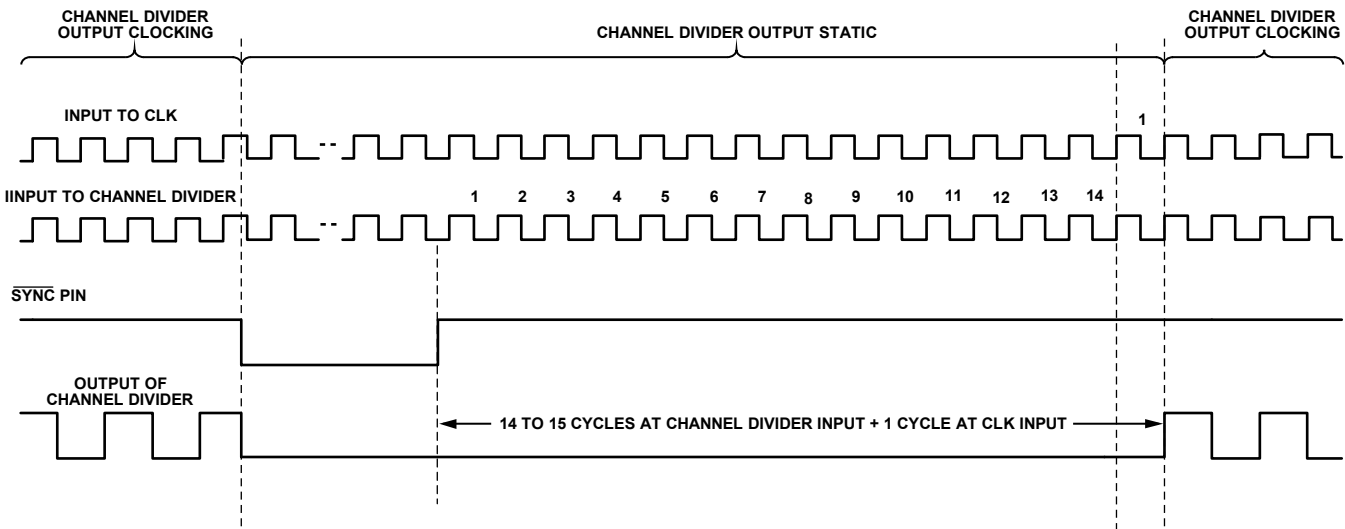 CHANNEL DIVIDER
OUTPUT CLOCKING
CHANNEL DIVIDER OUTPUT STATIC
CHANNEL DIVIDER
OUTPUT CLOCKING
INPUT TO CLK
1
IINPUT TO CHANNEL DIVIDER
1 2 3 4 5 6 7 8 9 10 11 12 13 14
SYNC PIN
OUTPUT OF
CHANNEL DIVIDER
14 TO 15 CYCLES AT CHANNEL DIVIDER INPUT + 1 CYCLE AT CLK INPUT